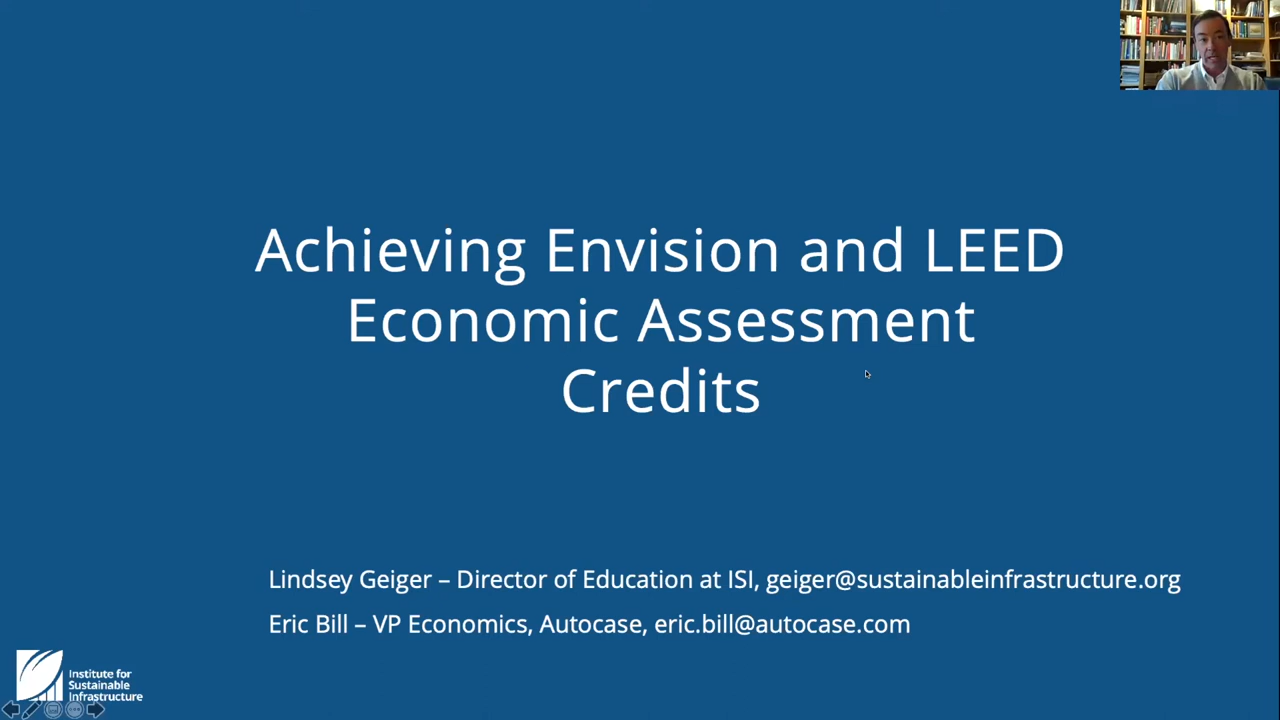 Achieving Envision and LEED
Economic Assessment
Credits
Lindsey Geiger – Director of Education at ISI, geiger@sustainableinfrastructure.org
Eric Bill – VP Economics, Autocase, eric.bill@autocase.com
Institute for
Sustainable
Infrastructure